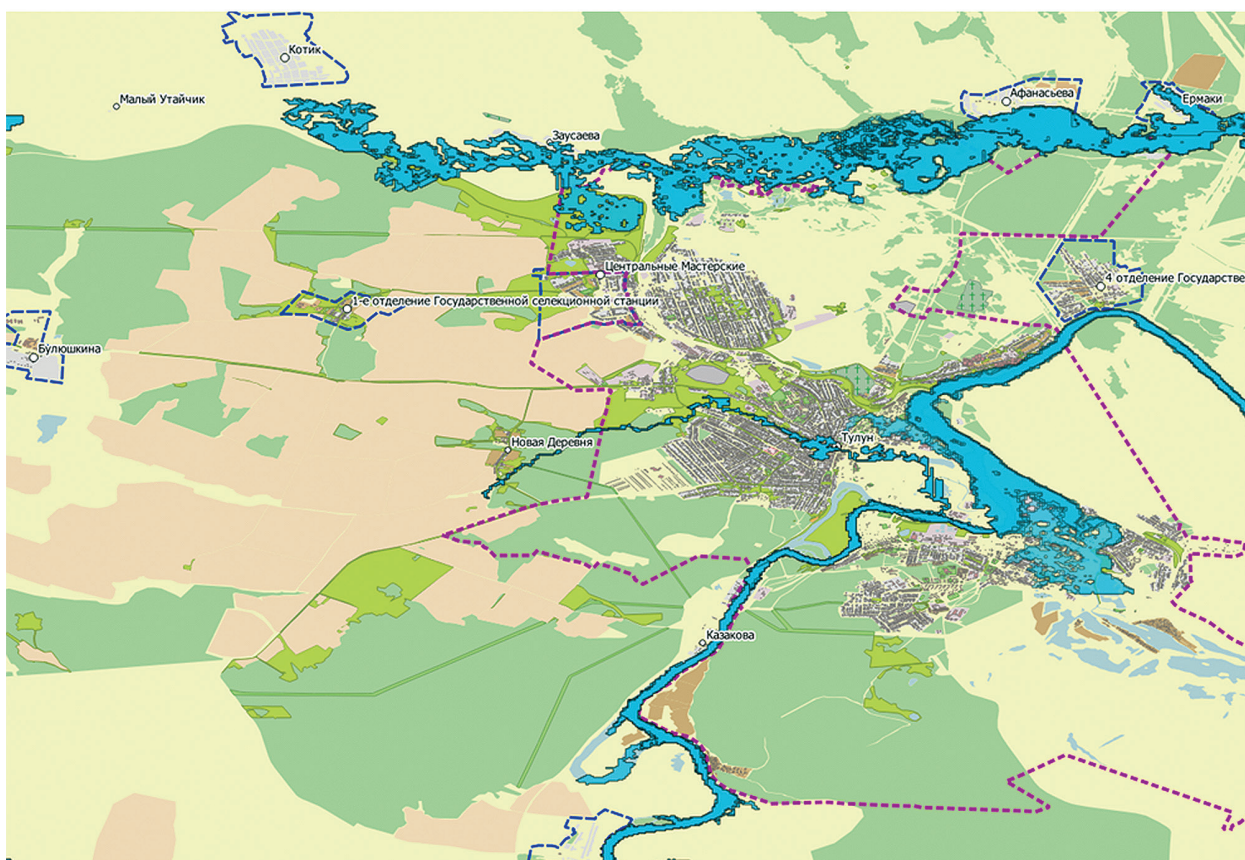 Котик
Малый Утайчик
Афанасьева
Ермаки
Заусаева
Центральные Мастерские
4 отделение Государстве
1-е отделение Государственной селекционной станции
Булюшкина
Новая Деревня
Тулун
Казакова